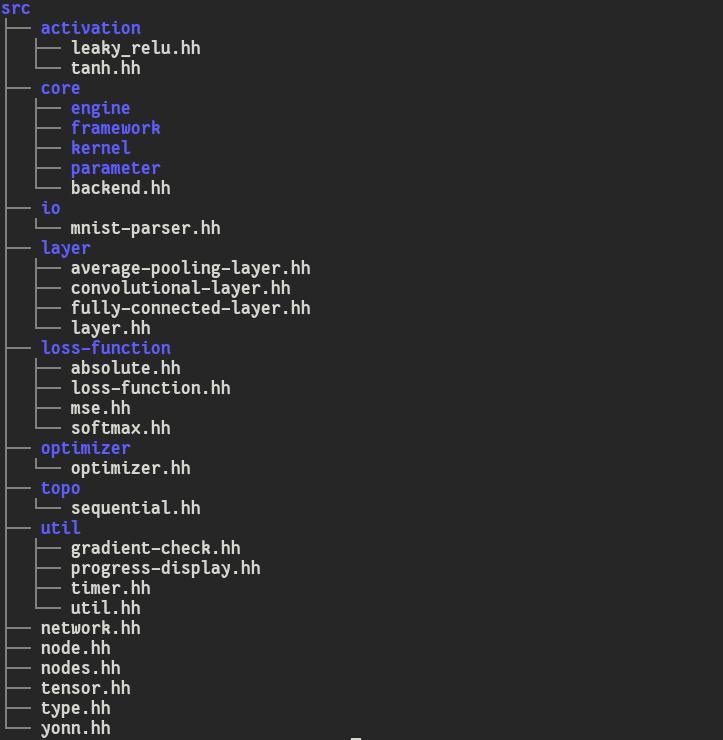 src
├── activation
│   ├── leaky_relu.hh
│   └── tanh.hh
├── core
│   ├── engine
│   ├── framework
│   ├── kernel
│   ├── parameter
│   └── backend.hh
├── io
│   └── mnist-parser.hh
├── layer
│   ├── average-pooling-layer.hh
│   ├── convolutional-layer.hh
│   ├── fully-connected-layer.hh
│   └── layer.hh
├── loss-function
│   ├── absolute.hh
│   ├── loss-function.hh
│   ├── mse.hh
│   └── softmax.hh
├── optimizer
│   └── optimizer.hh
├── topo
│   └── sequential.hh
├── util
│   ├── gradient-check.hh
│   ├── progress-display.hh
│   ├── timer.hh
│   └── util.hh
├── network.hh
├── node.hh
├── nodes.hh
├── tensor.hh
├── type.hh
└── yonn.hh